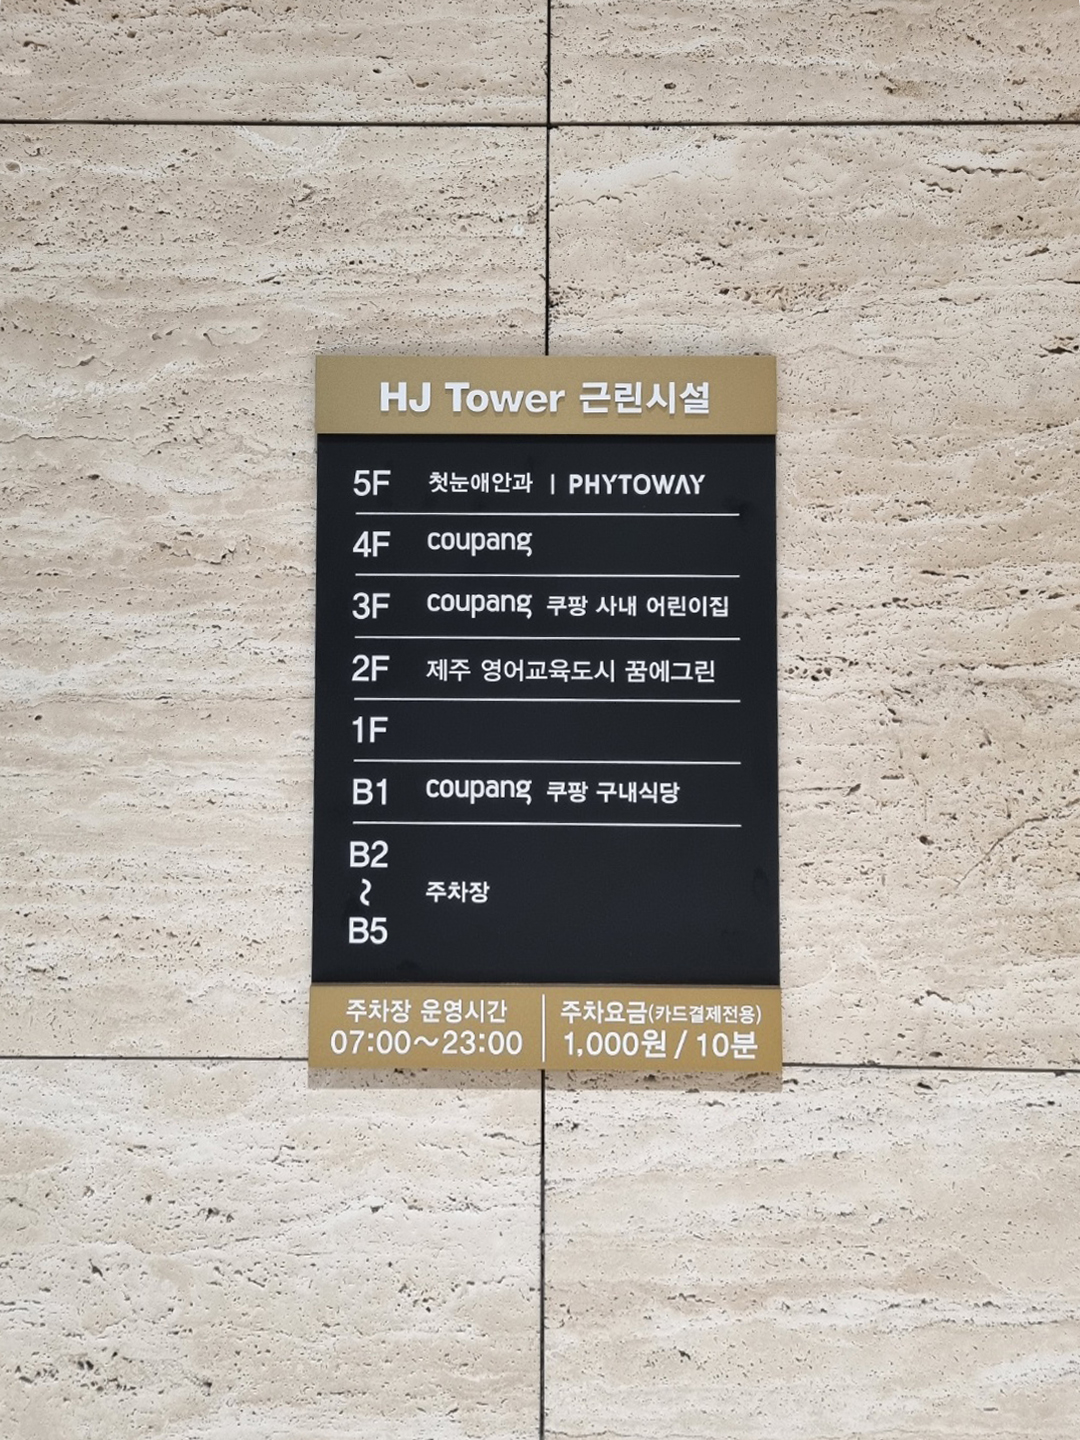 HJ Tower 근린시설
5F 첫눈애안과 | PHYTOWAY
4F coupang
3F coupang 쿠팡 사내 어린이집
2F 제주 영어교육도시 꿈에그린
1F
B1 coupang 쿠팡 구내식당
B2
~ 주차장
B5
주차장 운영시간 주차요금(카드결제전용)
07:00~23:00 1,000원 / 10분